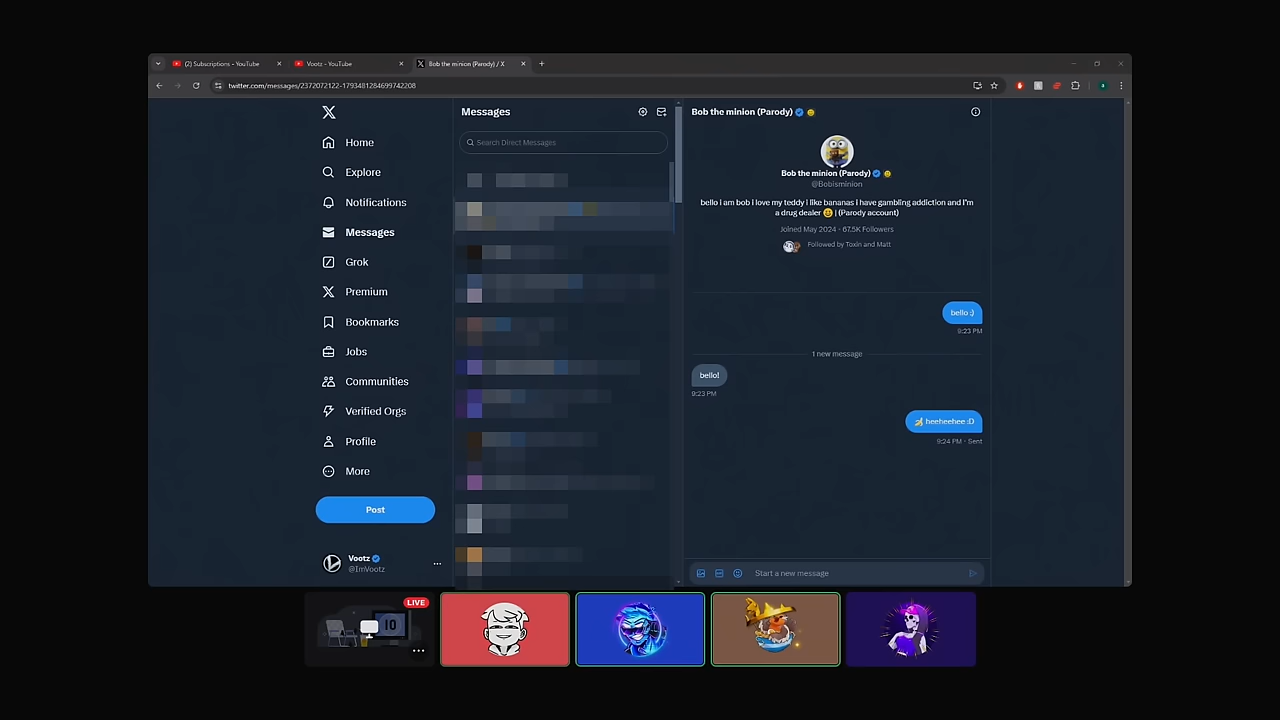 (2) Subscriptions - YouTube
Vootz - YouTube
Bob the minion (Parody) / X
twitter.com/messages/2372072122-1793481284699742208
Home
Explore
Notifications
Messages
Grok
Premium
Bookmarks
Jobs
Communities
Verified Orgs
Profile
More
Post
Vootz
@ImVootz
Messages
Search Direct Messages
Bob the minion (Parody)
Bob the minion (Parody)
@Bobisminion
bello i am bob i love my teddy i like bananas i have gambling addiction and I'm
a drug dealer 😀 | (Parody account)
Joined May 2024 · 67.5K Followers
Followed by Toxin and Matt
bello ;)
9:23 PM
1 new message
bello!
9:23 PM
🍌 heeheehee :D
9:24 PM · Sent
Start a new message
LIVE
10